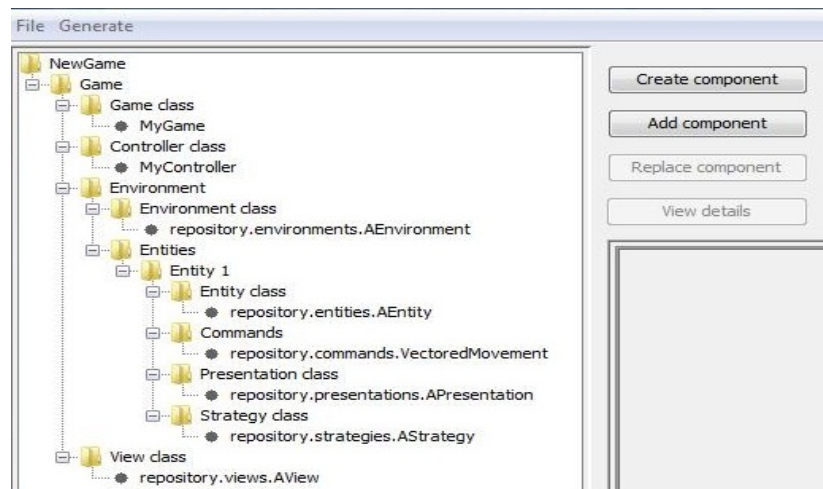 File Generate
NewGame
Game
Game class
MyGame
Controller class
MyController
Environment
Environment class
repository.environments.AEnvironment
Entities
Entity 1
Entity class
repository.entities.AEntity
Commands
repository.commands.VectoredMovement
Presentation class
repository.presentations.APresentation
Strategy class
repository.strategies.AStrategy
View class
repository.views.AView
Create component
Add component
Replace component
View details